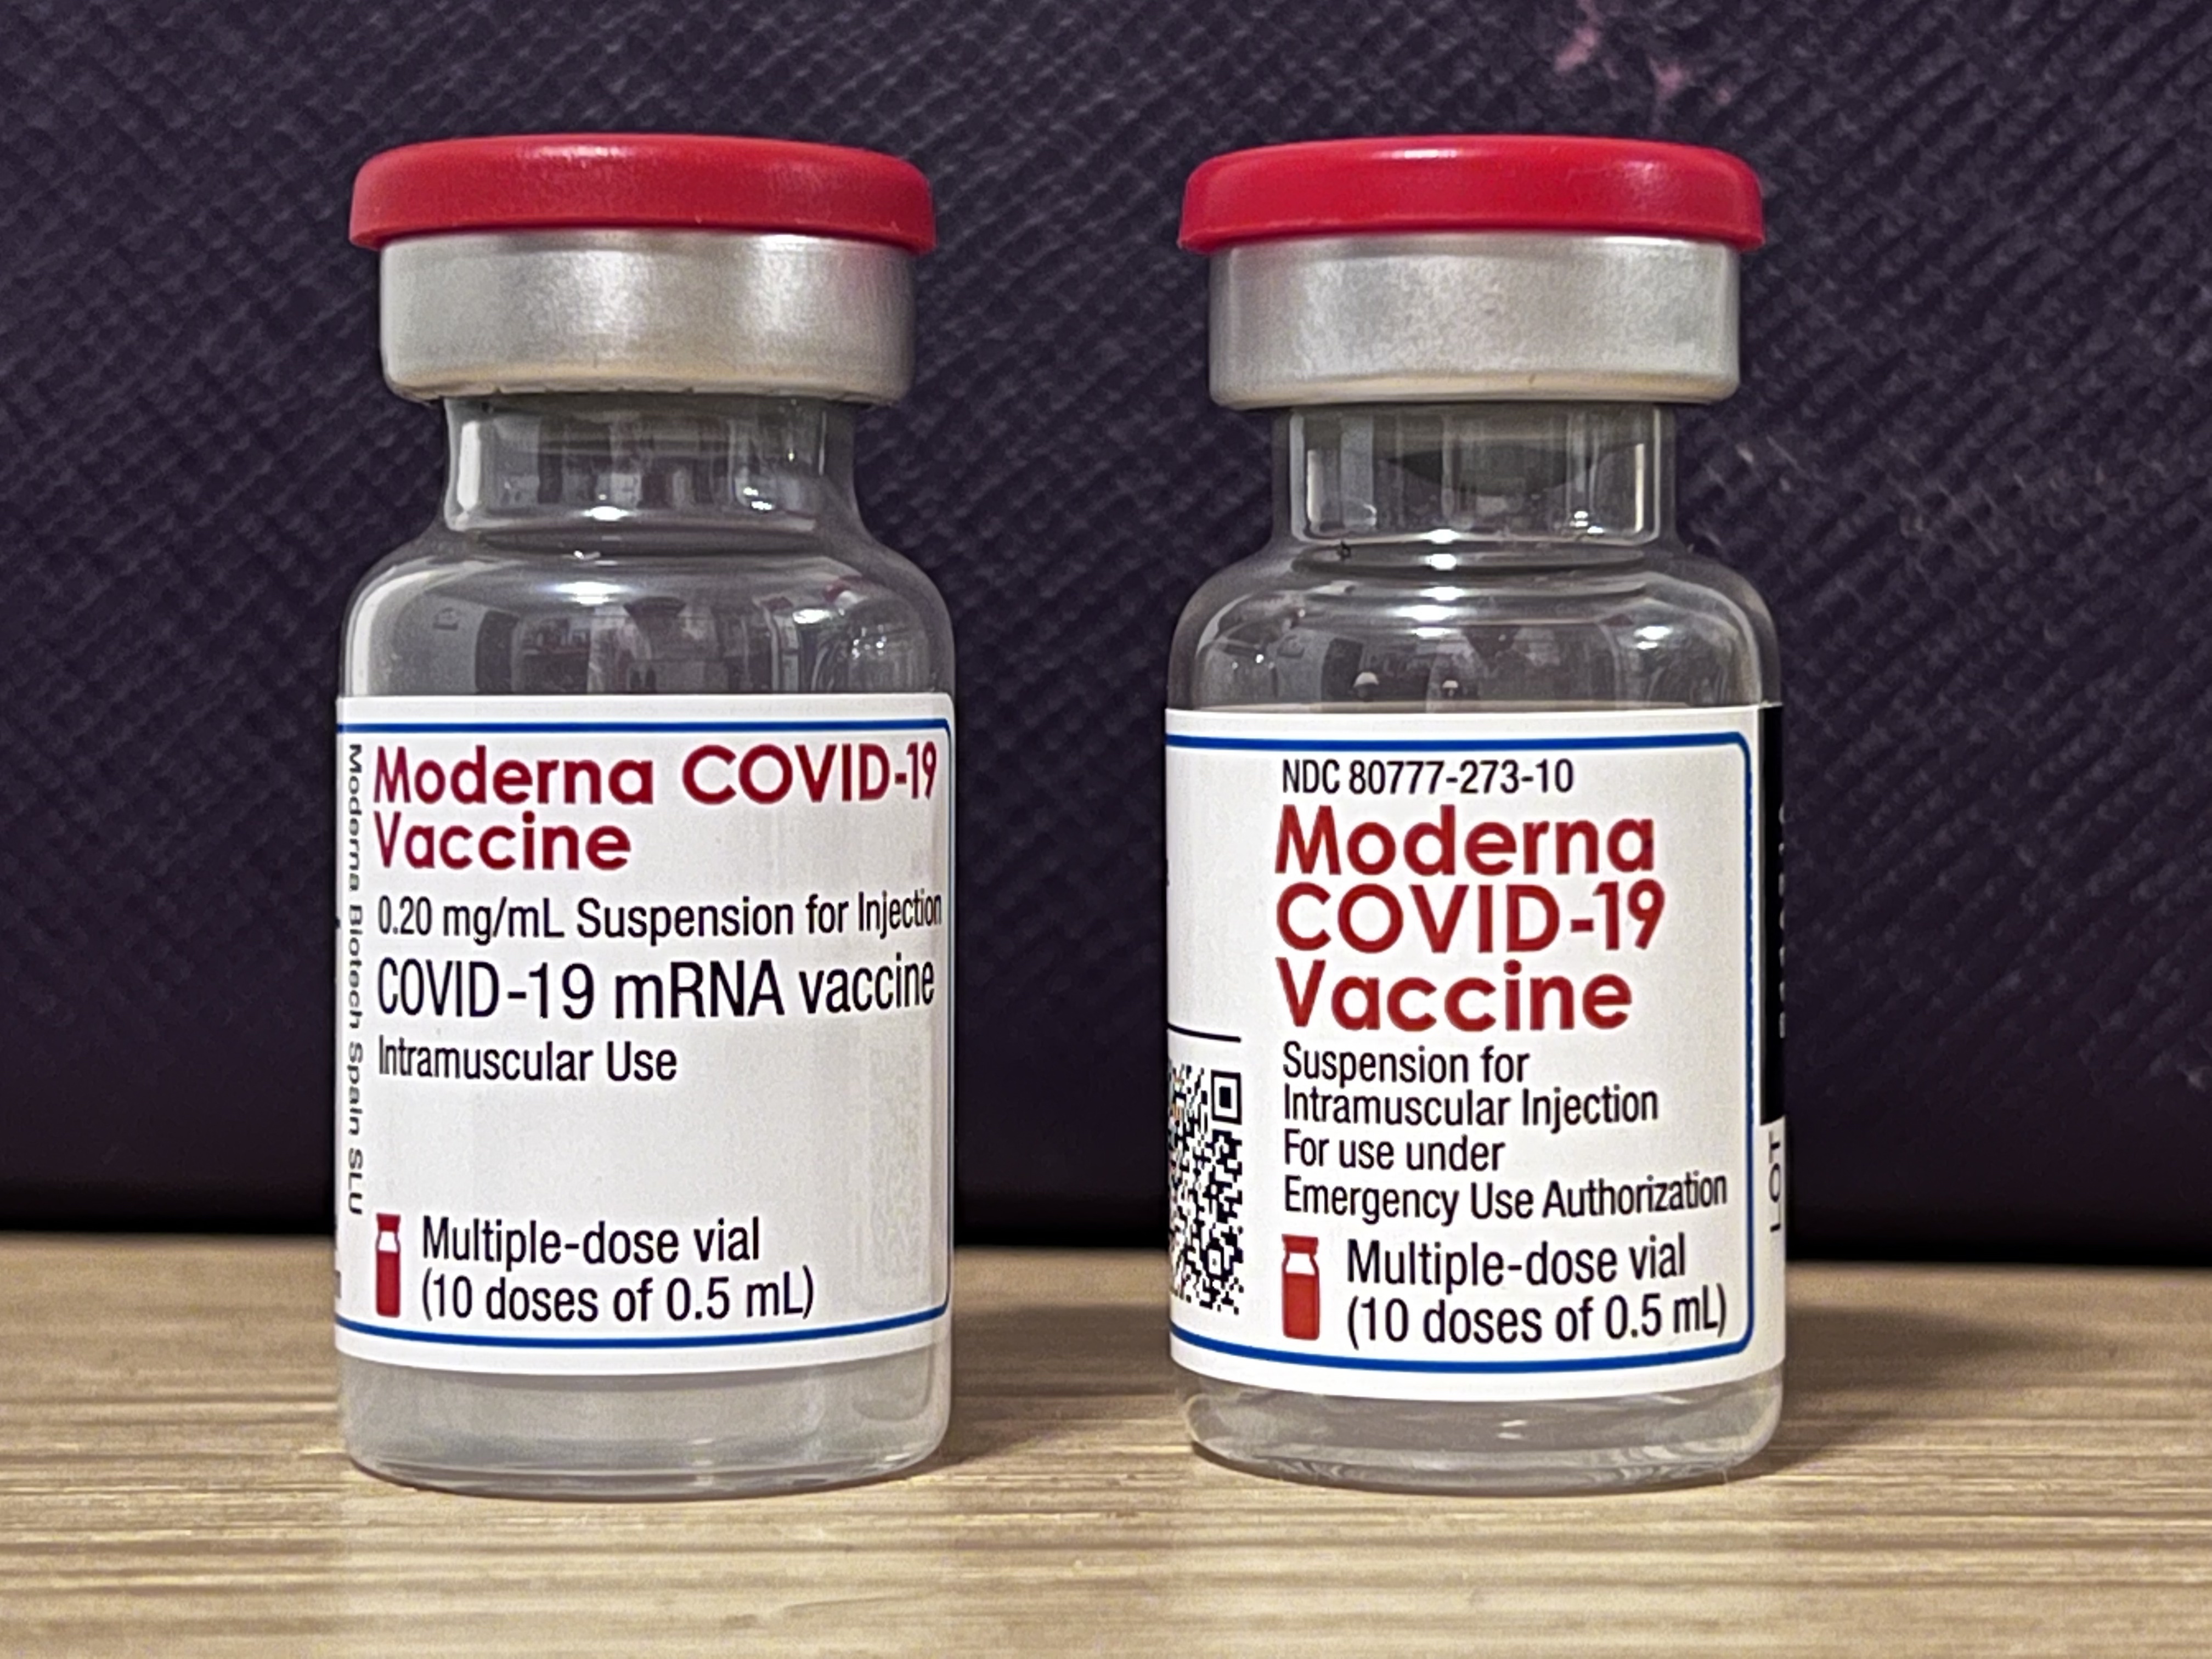 Moderna Biotech Spain SLU
Moderna COVID-19
Vaccine
0.20 mg/mL Suspension for Injection
COVID-19 mRNA vaccine
Intramuscular Use
Multiple-dose vial
(10 doses of 0.5 mL)
NDC 80777-273-10
Moderna
COVID-19
Vaccine
Suspension for
Intramuscular Injection
For use under
Emergency Use Authorization
Multiple-dose vial
(10 doses of 0.5 mL)
LOT